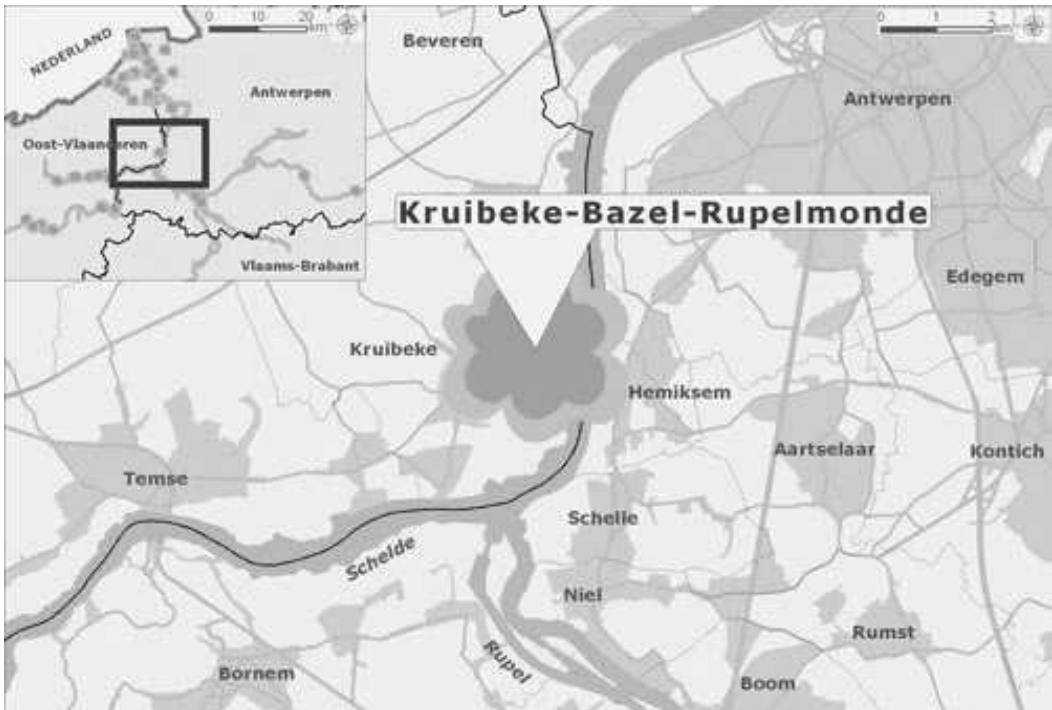 0 10 20
km
NEDERLAND
Antwerpen
Oost-Vlaanderen
Vlaams-Brabant
0 1 2
km
Beveren
Antwerpen
Kruibeke-Bazel-Rupelmonde
Edegem
Kruibeke
Hemiksem
Aartselaar
Kontich
Temse
Schelle
Schelde
Niel
Rumst
Rupel
Bornem
Boom